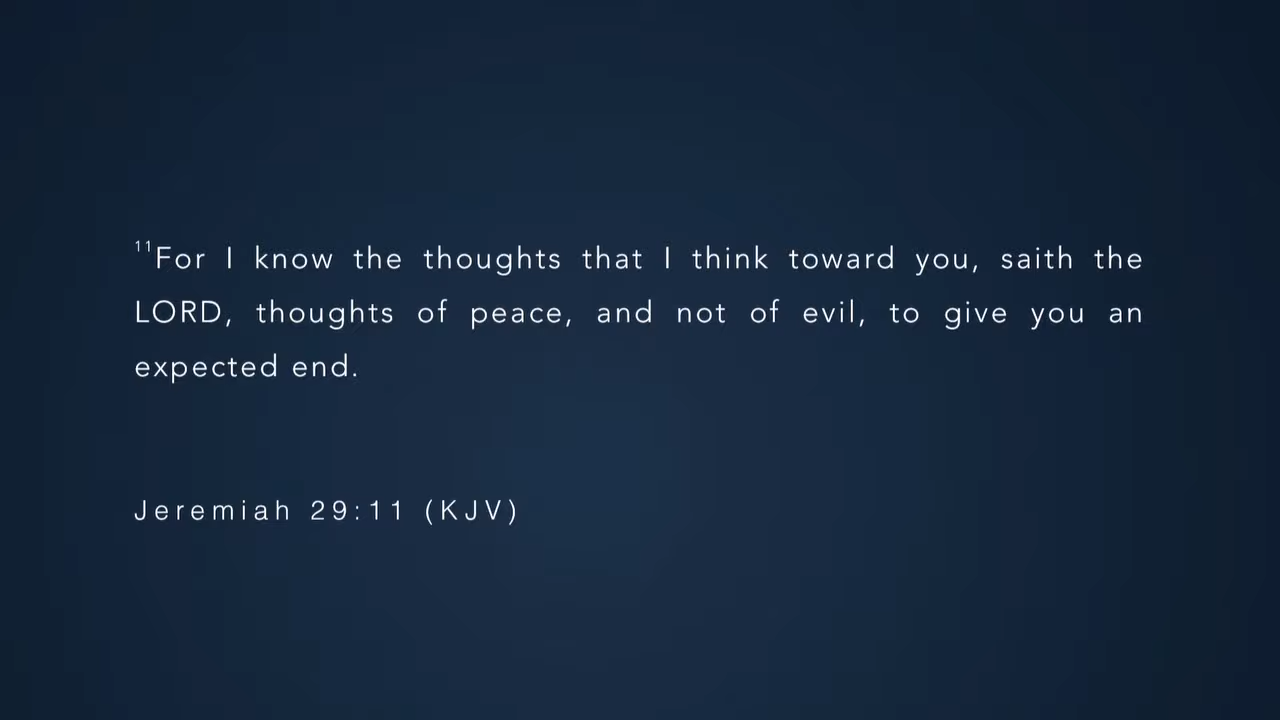 ¹¹For I know the thoughts that I think toward you, saith the
LORD, thoughts of peace, and not of evil, to give you an
expected end.
Jeremiah 29:11 (KJV)